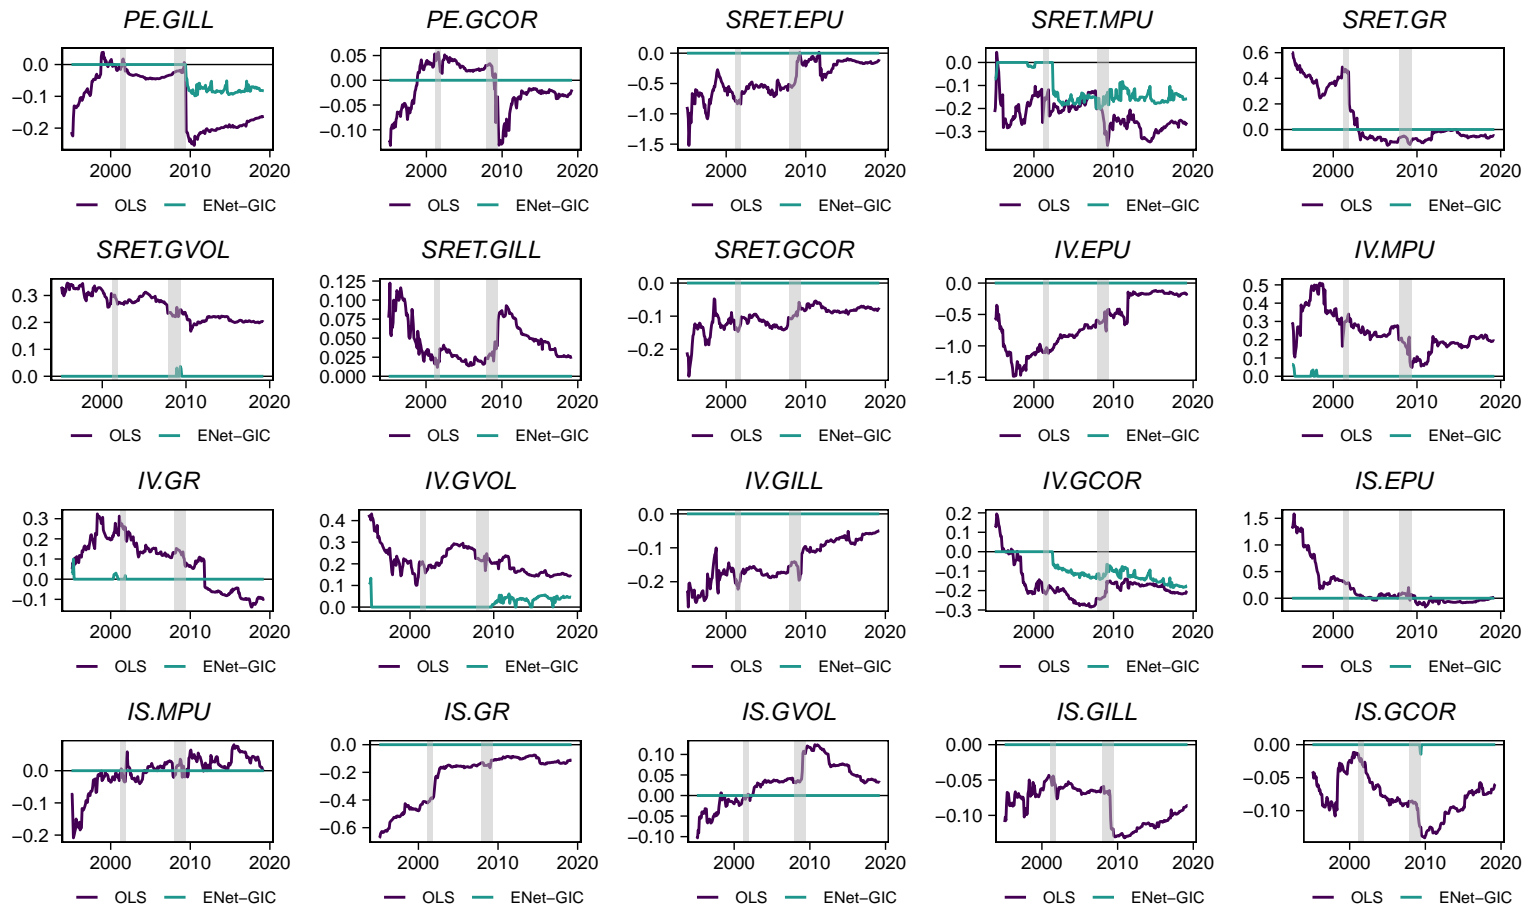 PE.GILL PE.GCOR SRET.EPU SRET.MPU SRET.GR
0.0
−0.1
−0.2
2000 2010 2020
OLS ENet−GIC
0.05
0.00
−0.05
−0.10
2000 2010 2020
OLS ENet−GIC
0.0
−0.5
−1.0
−1.5
2000 2010 2020
OLS ENet−GIC
0.0
−0.1
−0.2
−0.3
2000 2010 2020
OLS ENet−GIC
0.6
0.4
0.2
0.0
2000 2010 2020
OLS ENet−GIC
SRET.GVOL SRET.GILL SRET.GCOR IV.EPU IV.MPU
0.3
0.2
0.1
0.0
2000 2010 2020
OLS ENet−GIC
0.125
0.100
0.075
0.050
0.025
0.000
2000 2010 2020
OLS ENet−GIC
0.0
−0.1
−0.2
2000 2010 2020
OLS ENet−GIC
0.0
−0.5
−1.0
−1.5
2000 2010 2020
OLS ENet−GIC
0.5
0.4
0.3
0.2
0.1
0.0
2000 2010 2020
OLS ENet−GIC
IV.GR IV.GVOL IV.GILL IV.GCOR IS.EPU
0.3
0.2
0.1
0.0
−0.1
2000 2010 2020
OLS ENet−GIC
0.4
0.3
0.2
0.1
0.0
2000 2010 2020
OLS ENet−GIC
0.0
−0.1
−0.2
2000 2010 2020
OLS ENet−GIC
0.2
0.1
0.0
−0.1
−0.2
−0.3
2000 2010 2020
OLS ENet−GIC
1.5
1.0
0.5
0.0
2000 2010 2020
OLS ENet−GIC
IS.MPU IS.GR IS.GVOL IS.GILL IS.GCOR
0.0
−0.1
−0.2
2000 2010 2020
OLS ENet−GIC
0.0
−0.2
−0.4
−0.6
2000 2010 2020
OLS ENet−GIC
0.10
0.05
0.00
−0.05
−0.10
2000 2010 2020
OLS ENet−GIC
0.00
−0.05
−0.10
2000 2010 2020
OLS ENet−GIC
0.00
−0.05
−0.10
2000 2010 2020
OLS ENet−GIC